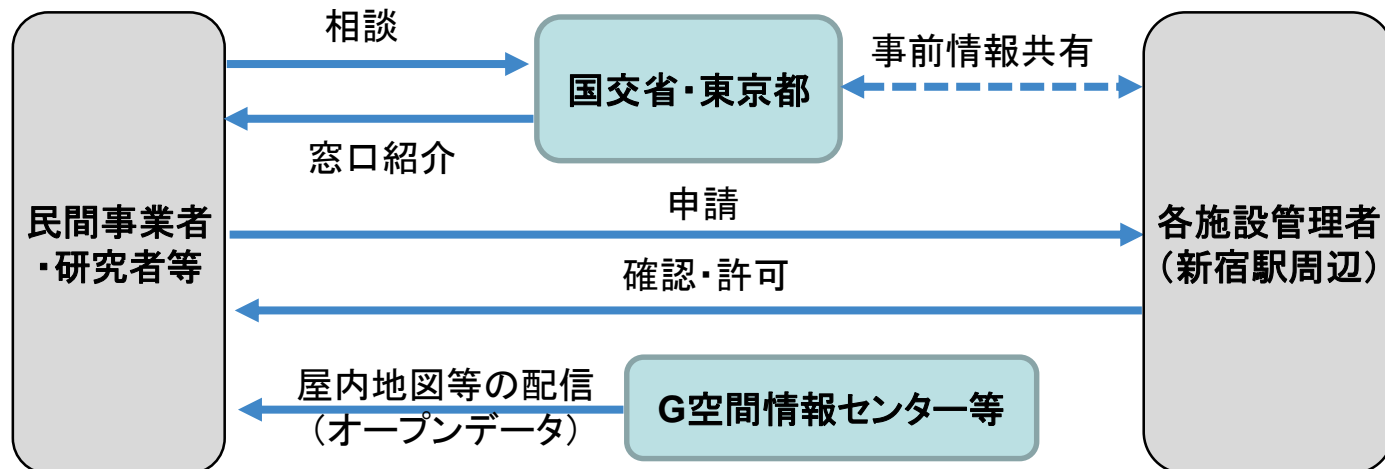 相談
国交省・東京都
事前情報共有
窓口紹介
民間事業者
・研究者等
申請
各施設管理者
（新宿駅周辺）
確認・許可
屋内地図等の配信
（オープンデータ）
G空間情報センター等